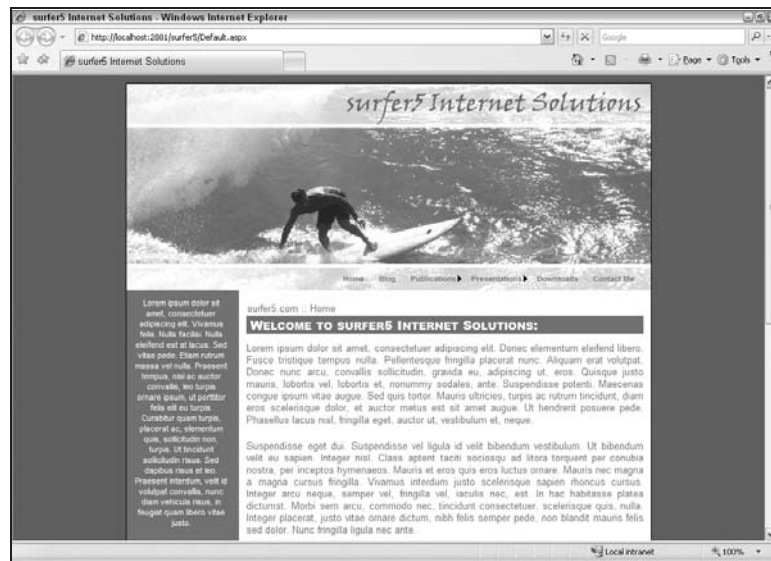 surfer5 Internet Solutions - Windows Internet Explorer
http://localhost:2001/surfer5/Default.aspx
Google
surfer5 Internet Solutions
Page Tools
surfer5 Internet Solutions
Home Blog Publications Presentations Downloads Contact Me
Lorem ipsum dolor sit
amet, consectetuer
adipiscing elit. Vivamus
felis. Nulla facilisi. Nulla
eleifend est at lacus. Sed
vitae pede. Etiam rutrum
massa vel nulla. Praesent
tempus, nisl ac auctor
convallis, leo turpis
ornare ipsum, ut porttitor
felis elit eu turpis.
Curabitur quam turpis,
placerat ac, elementum
quis, sollicitudin non,
turpis. Ut tincidunt
sollicitudin risus. Sed
dapibus risus et leo.
Praesent interdum, velit id
volutpat convallis, nunc
diam vehicula risus, in
feugiat quam libero vitae
justo.
surfer5.com :: Home
WELCOME TO SURFER5 INTERNET SOLUTIONS:
Lorem ipsum dolor sit amet, consectetuer adipiscing elit. Donec elementum eleifend libero.
Fusce tristique tempus nulla. Pellentesque fringilla placerat nunc. Aliquam erat volutpat.
Donec nunc arcu, convallis sollicitudin, gravida eu, adipiscing ut, eros. Quisque justo
mauris, lobortis vel, lobortis et, nonummy sodales, ante. Suspendisse potenti. Maecenas
congue ipsum vitae augue. Sed quis tortor. Mauris ultricies, turpis ac rutrum tincidunt, diam
eros scelerisque dolor, et auctor metus est sit amet augue. Ut hendrerit posuere pede.
Phasellus lacus nisl, fringilla eget, auctor ut, vestibulum et, neque.
Suspendisse eget dui. Suspendisse vel ligula id velit bibendum vestibulum. Ut bibendum
velit eu sapien. Integer nisl. Class aptent taciti sociosqu ad litora torquent per conubia
nostra, per inceptos hymenaeos. Mauris et eros quis eros luctus ornare. Mauris nec magna
a magna cursus fringilla. Vivamus interdum justo scelerisque sapien rhoncus cursus.
Integer arcu neque, semper vel, fringilla vel, iaculis nec, est. In hac habitasse platea
dictumst. Morbi sem arcu, commodo nec, tincidunt consectetuer, scelerisque quis, nulla.
Integer placerat, justo vitae ornare dictum, nibh felis semper pede, non blandit mauris felis
sed dolor. Nunc fringilla ligula nec ante.
Local intranet 100%